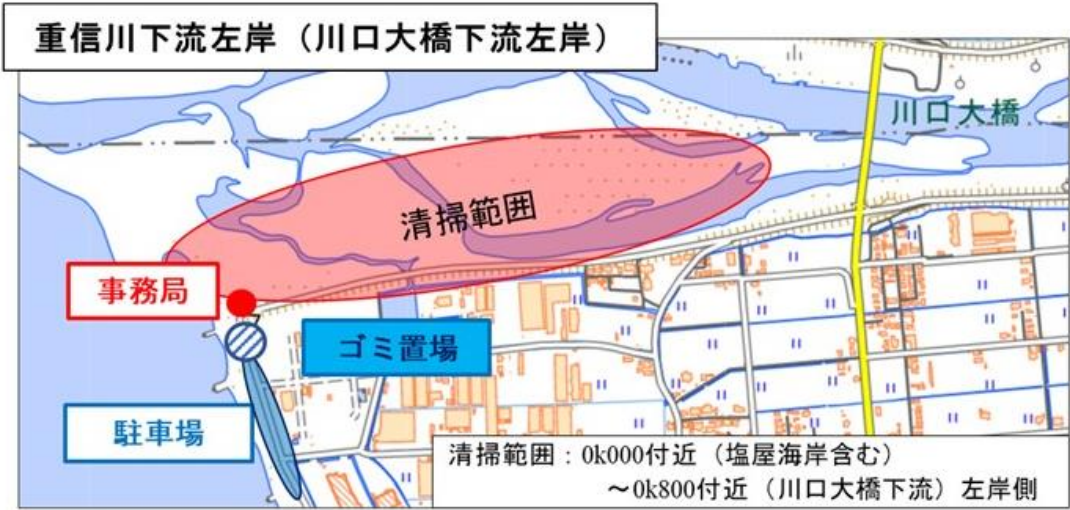 重信川下流左岸（川口大橋下流左岸）
川口大橋
清掃範囲
事務局
ゴミ置場
駐車場
清掃範囲：0k000付近（塩屋海岸含む）
～0k800付近（川口大橋下流）左岸側